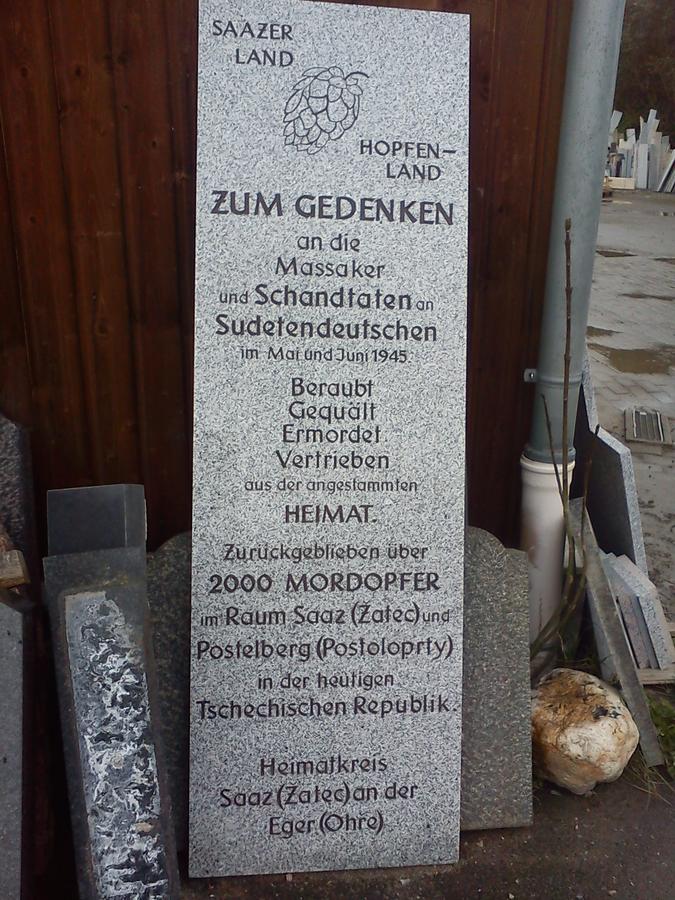 SAAZER
LAND
HOPFEN-
LAND
ZUM GEDENKEN
an die
Massaker
und Schandtaten an
Sudetendeutschen
im Mai und Juni 1945.
Beraubt
Gequält
Ermordet
Vertrieben
aus der angestammten
HEIMAT.
Zurückgeblieben über
2000 MORDOPFER
im Raum Saaz (Žatec) und
Postelberg (Postoloprty)
in der heutigen
Tschechischen Republik.
Heimatkreis
Saaz (Žatec) an der
Eger (Ohre)